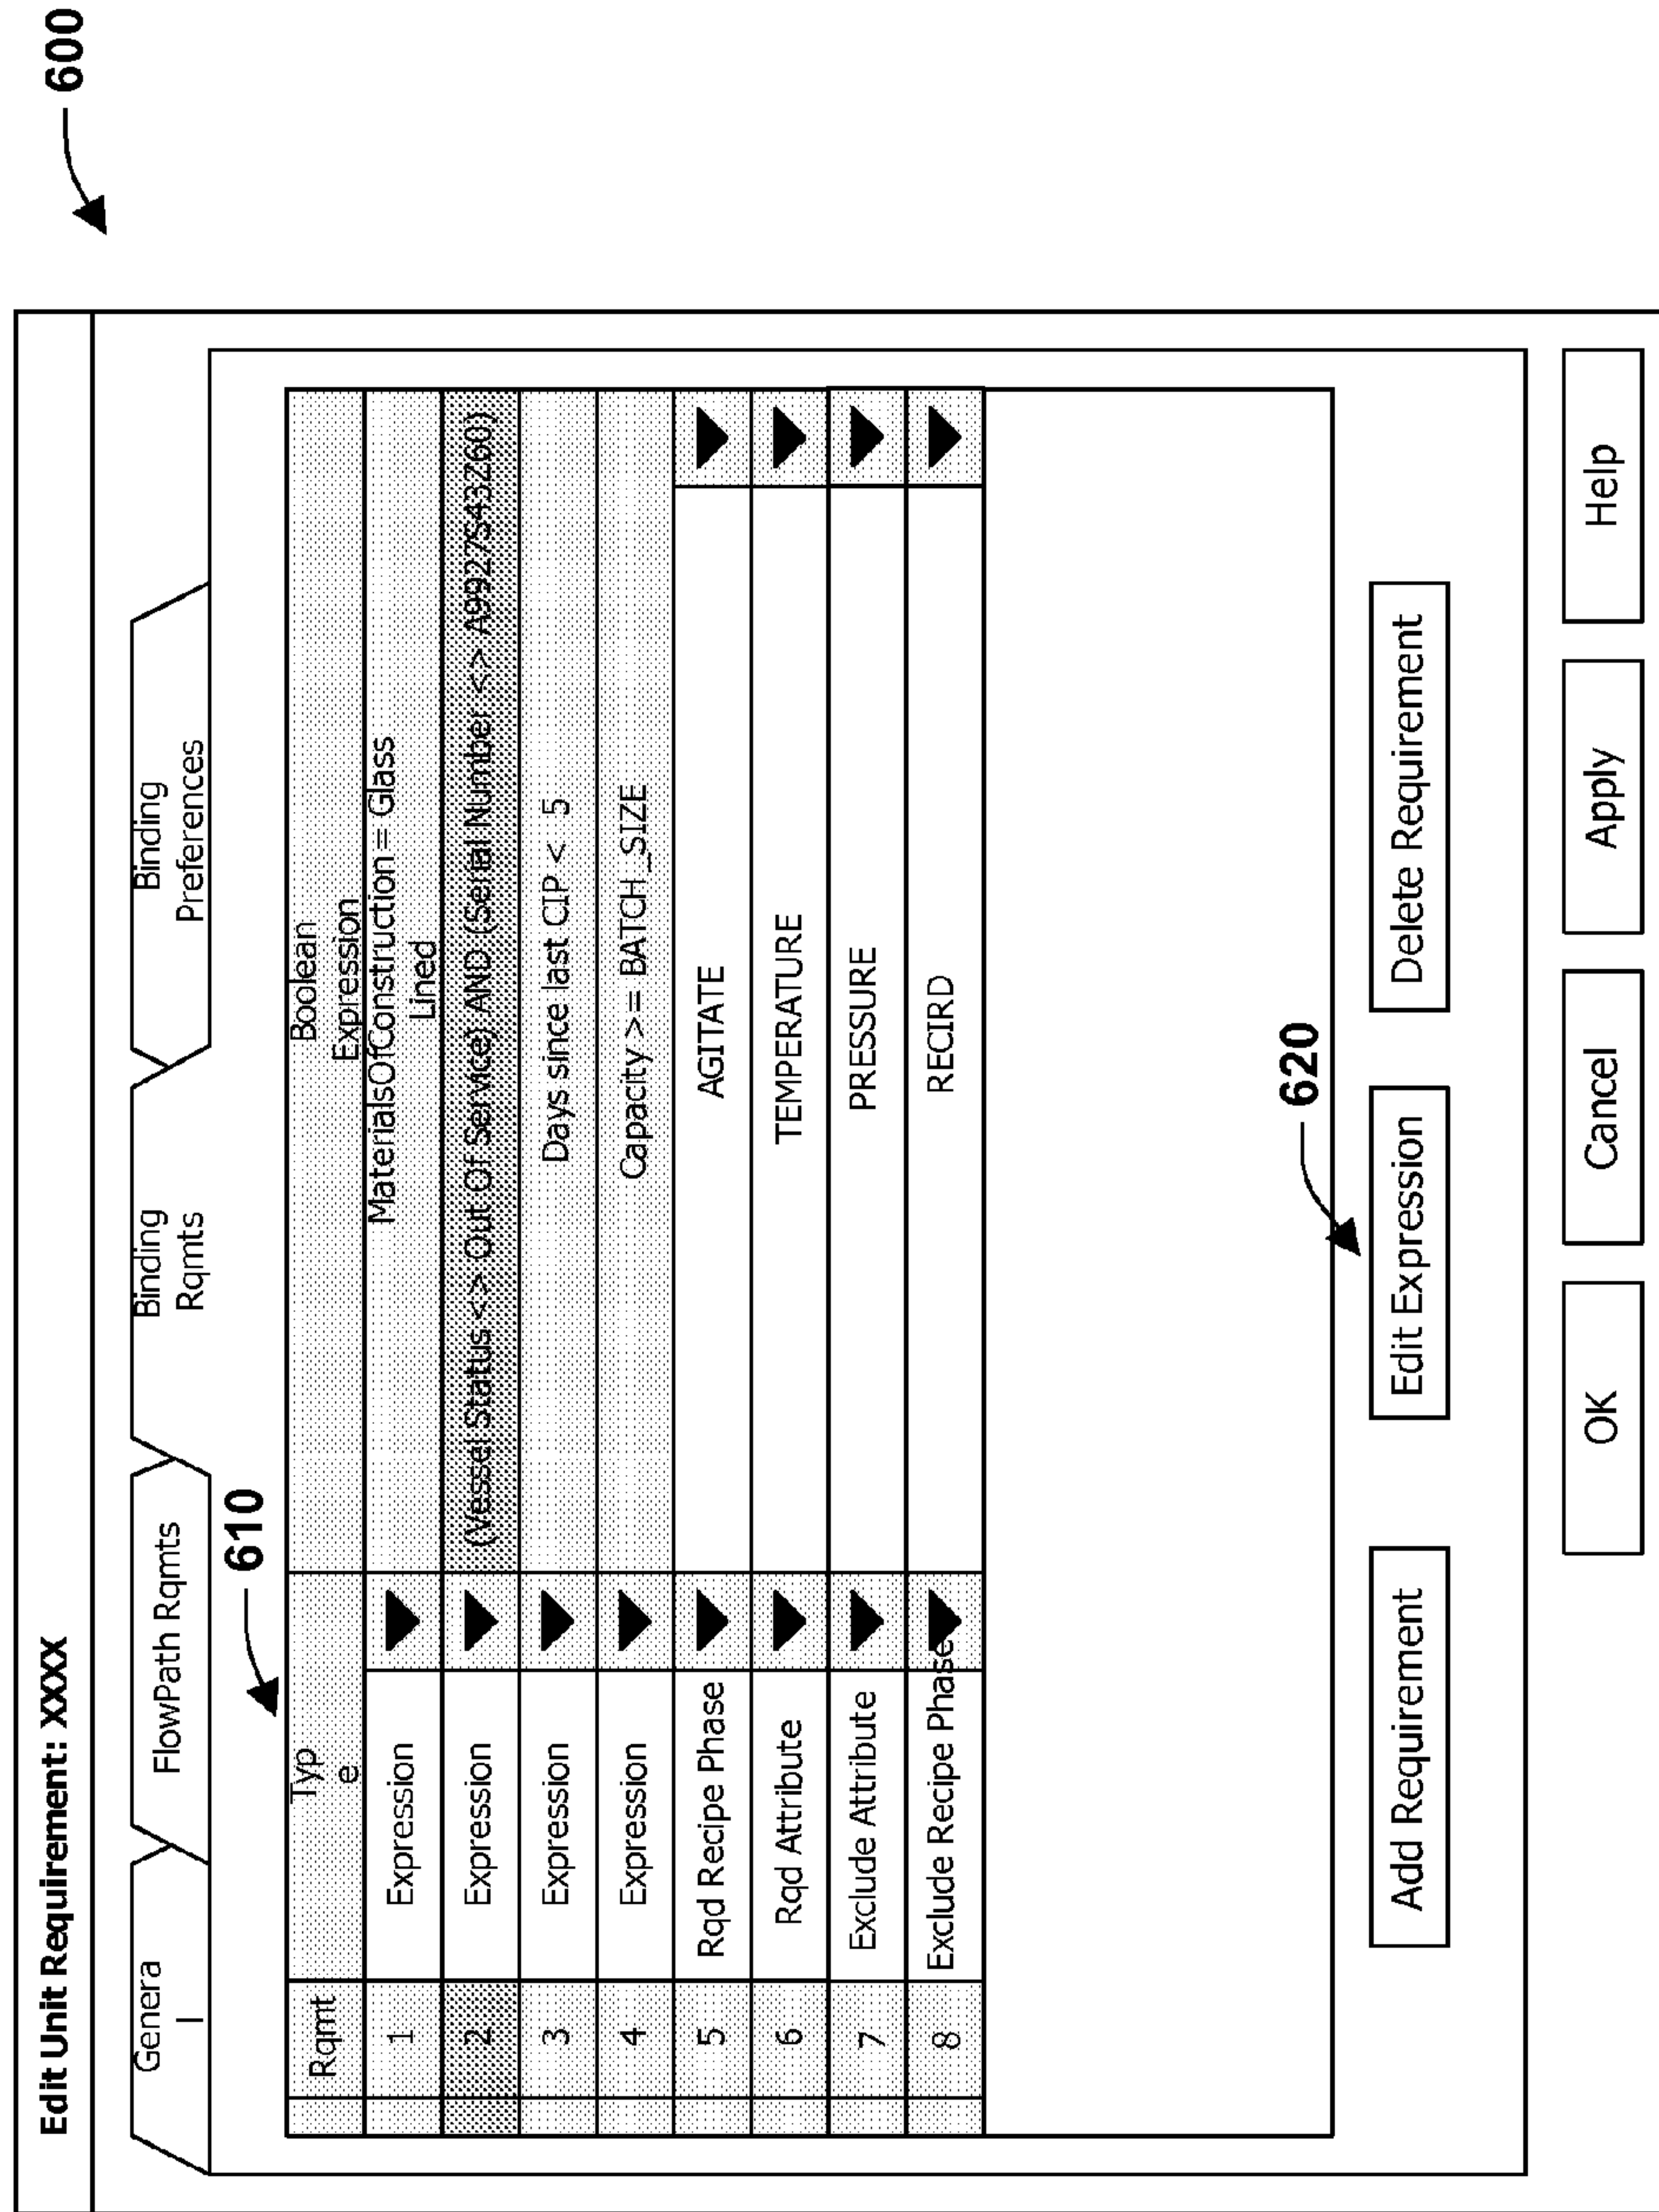 600
Edit Unit Requirement: XXXX
Genera
l
FlowPath Rqmts
Binding
Rqmts
Binding
Preferences
610
Rqmt
Typ
e
Boolean
Expression
1 Expression MaterialsOfConstruction = Glass
Lined
2 Expression (Vessel Status <> Out Of Service) AND (Serial Number <> A9927S43Z60)
3 Expression Days since last CIP < 5
4 Expression Capacity >= BATCH_SIZE
5 Rqd Recipe Phase AGITATE
6 Rqd Attribute TEMPERATURE
7 Exclude Attribute PRESSURE
8 Exclude Recipe Phase RECIRD
620
Add Requirement Edit Expression Delete Requirement
OK Cancel Apply Help